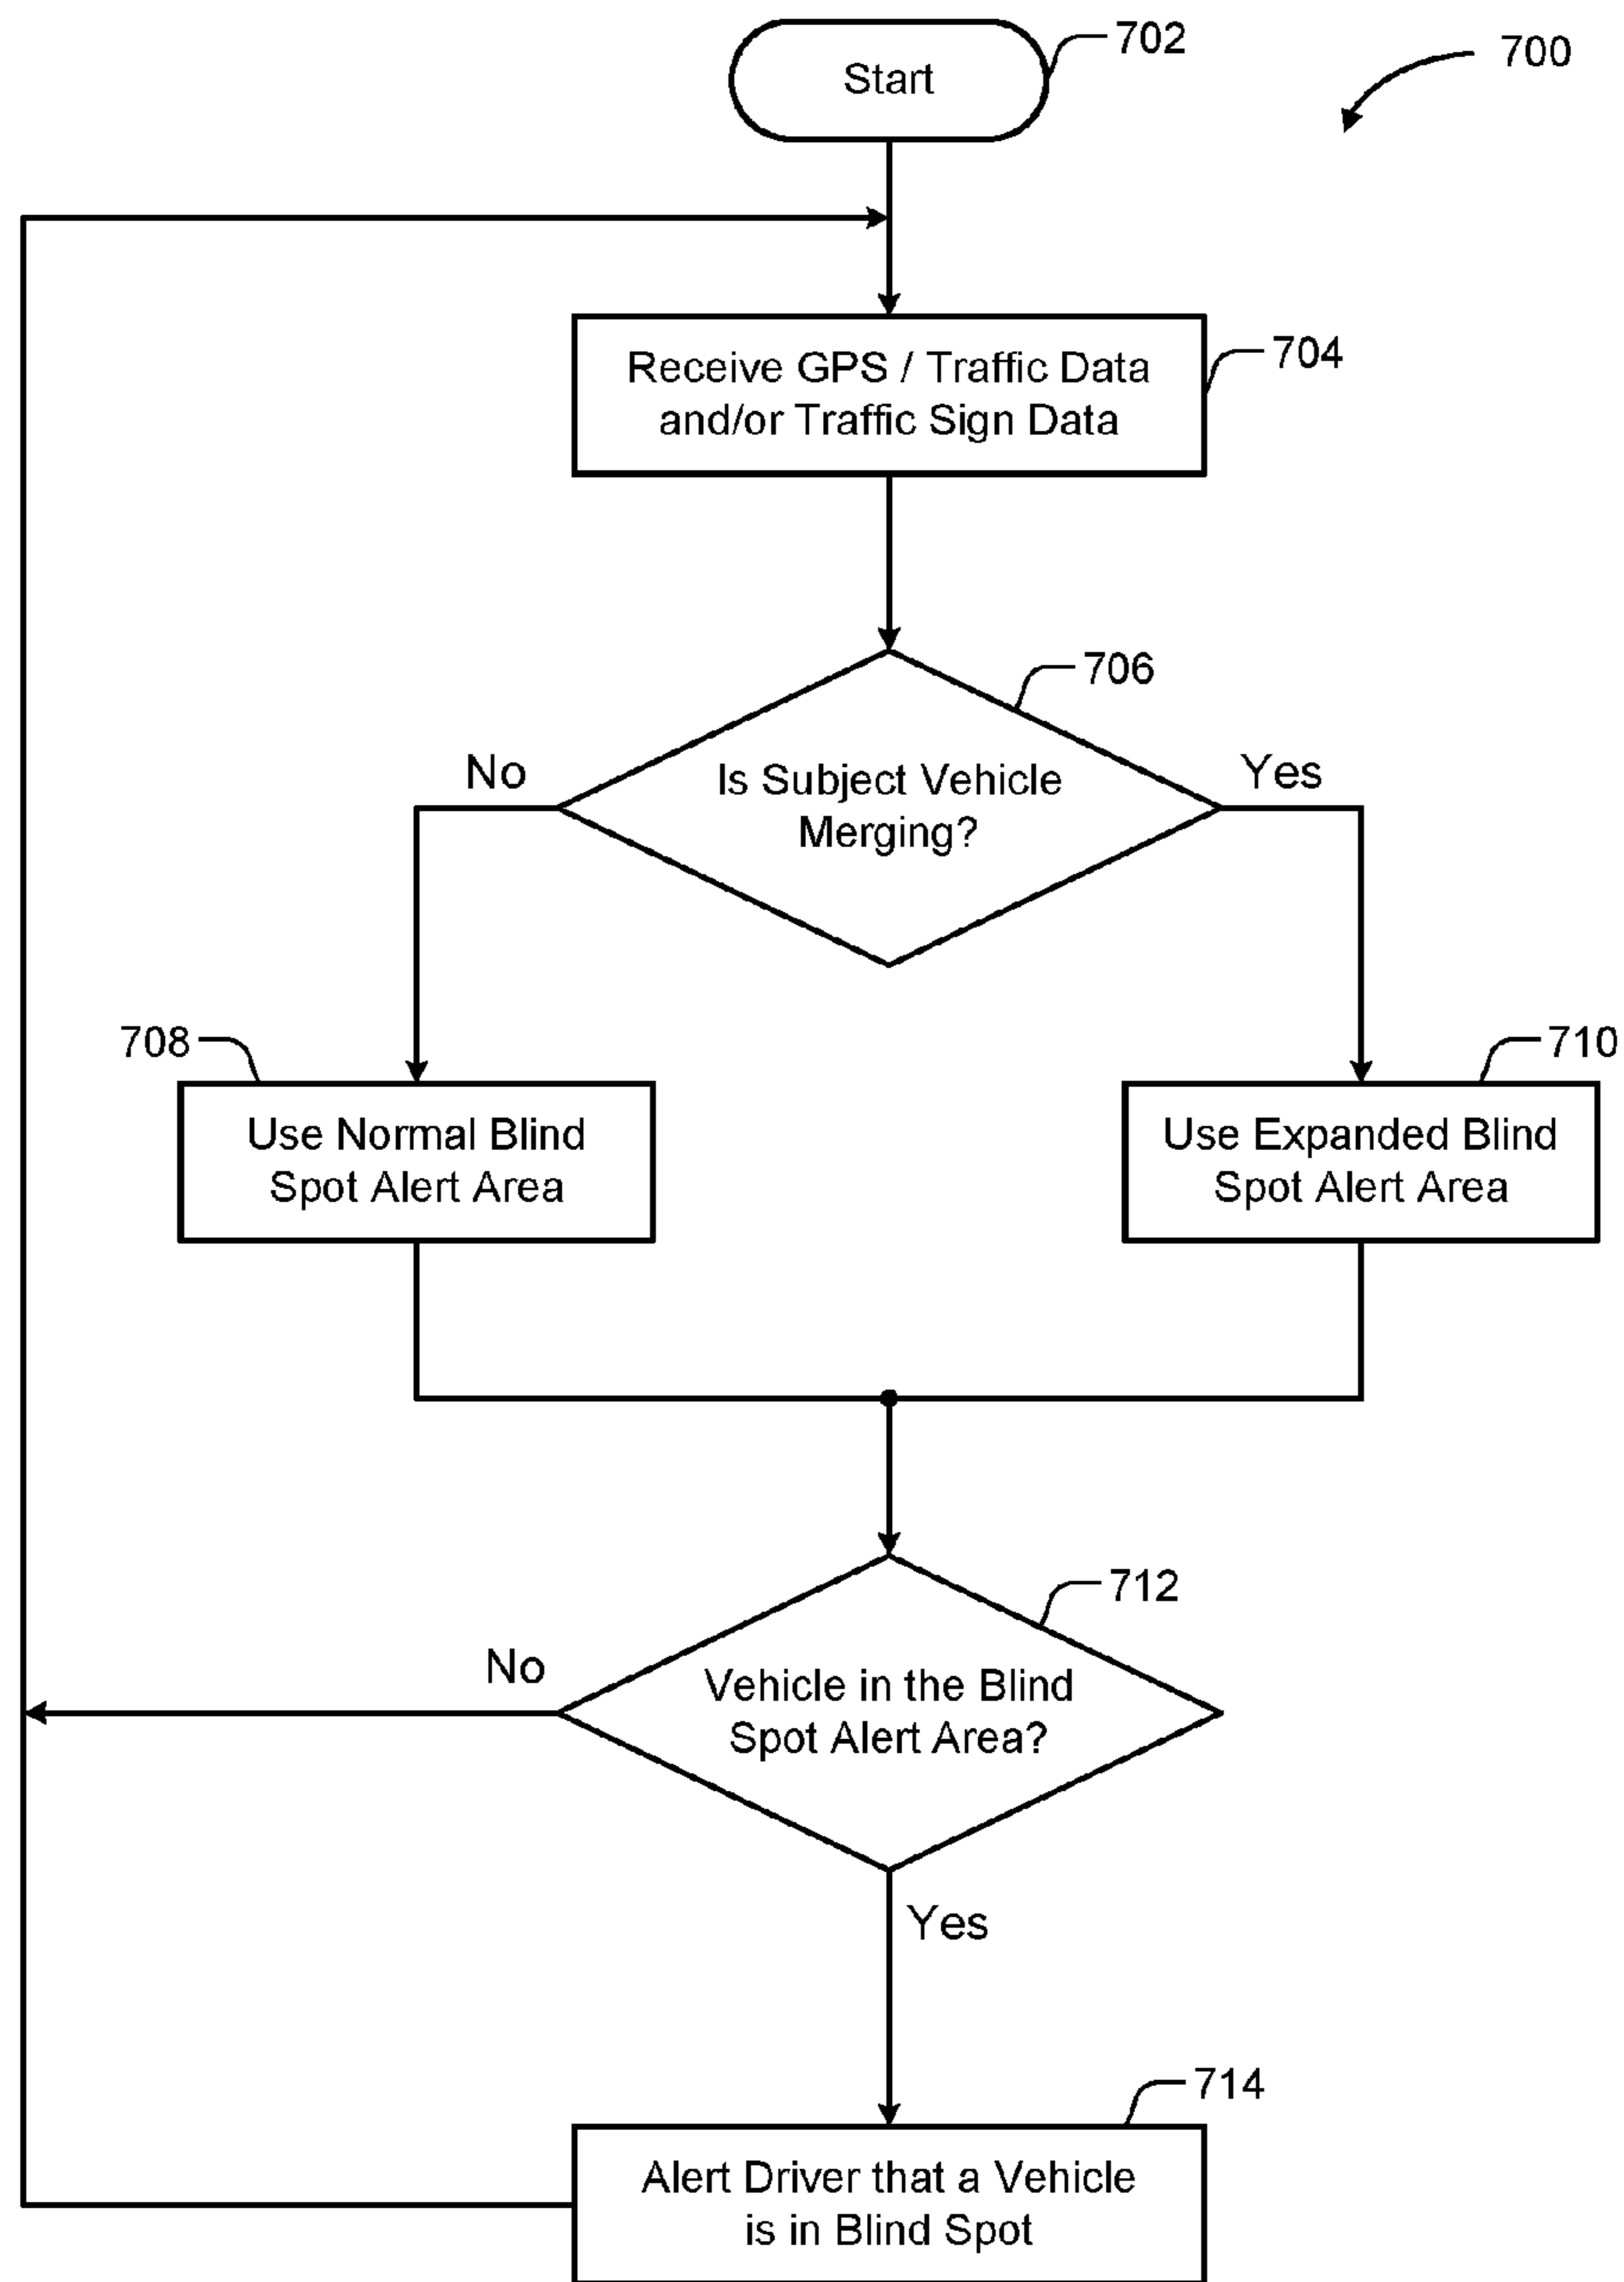 702
700
Start
Receive GPS / Traffic Data
and/or Traffic Sign Data
704
706
No
Yes
Is Subject Vehicle
Merging?
708
710
Use Normal Blind
Spot Alert Area
Use Expanded Blind
Spot Alert Area
712
No
Vehicle in the Blind
Spot Alert Area?
Yes
714
Alert Driver that a Vehicle
is in Blind Spot